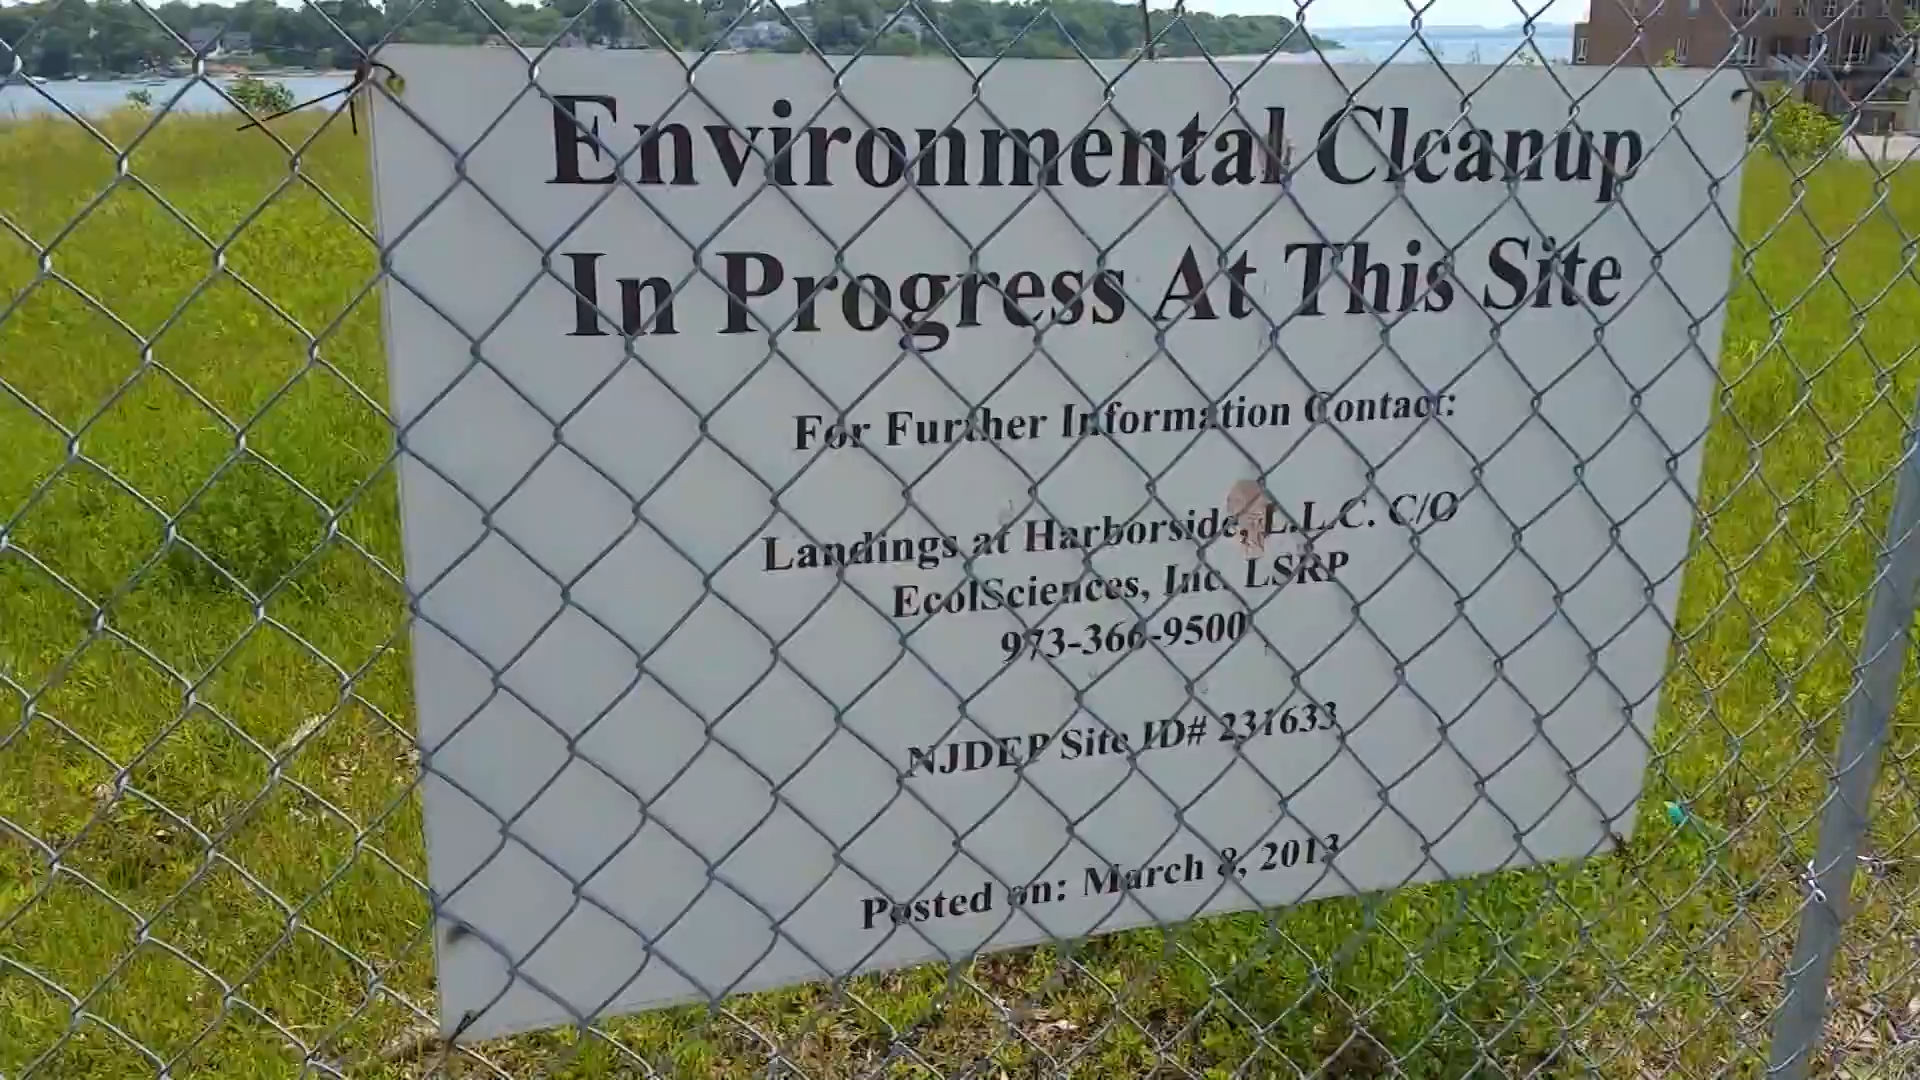 Environmental Cleanup
In Progress At This Site
For Further Information Contact:
Landings at Harborside, L.L.C. C/O
EcolSciences, Inc. LSRP
973-366-9500
NJDEP Site ID# 231633
Posted on: March 8, 2013